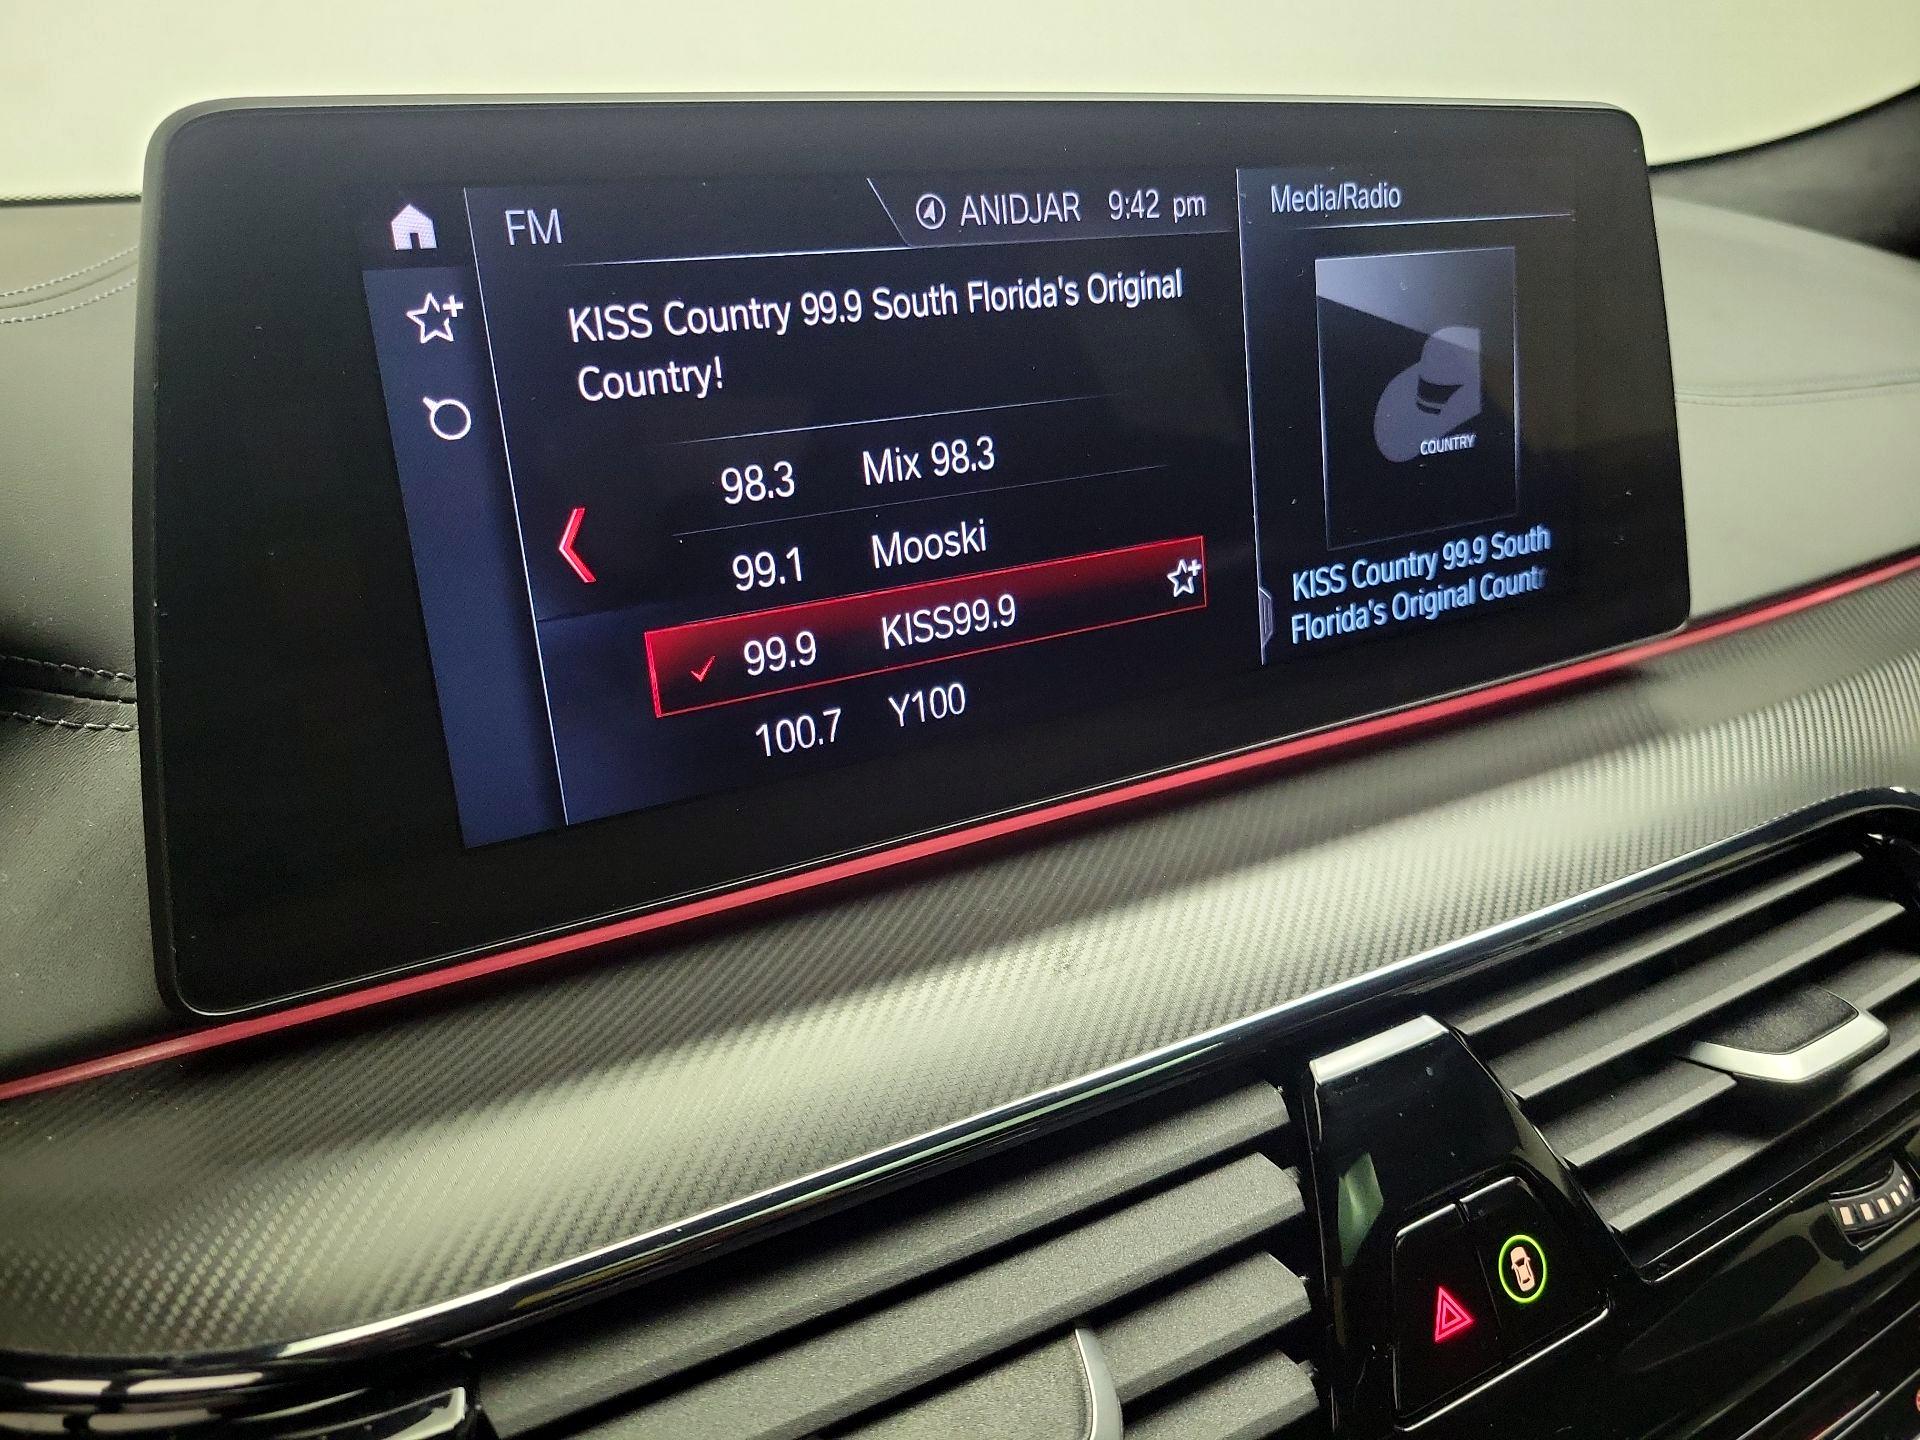 FM
ANIDJAR 9:42 pm
KISS Country 99.9 South Florida's Original
Country!
98.3 Mix 98.3
99.1 Mooski
99.9 KISS99.9
100.7 Y100
Media/Radio
COUNTRY
KISS Country 99.9 South
Florida's Original Countr